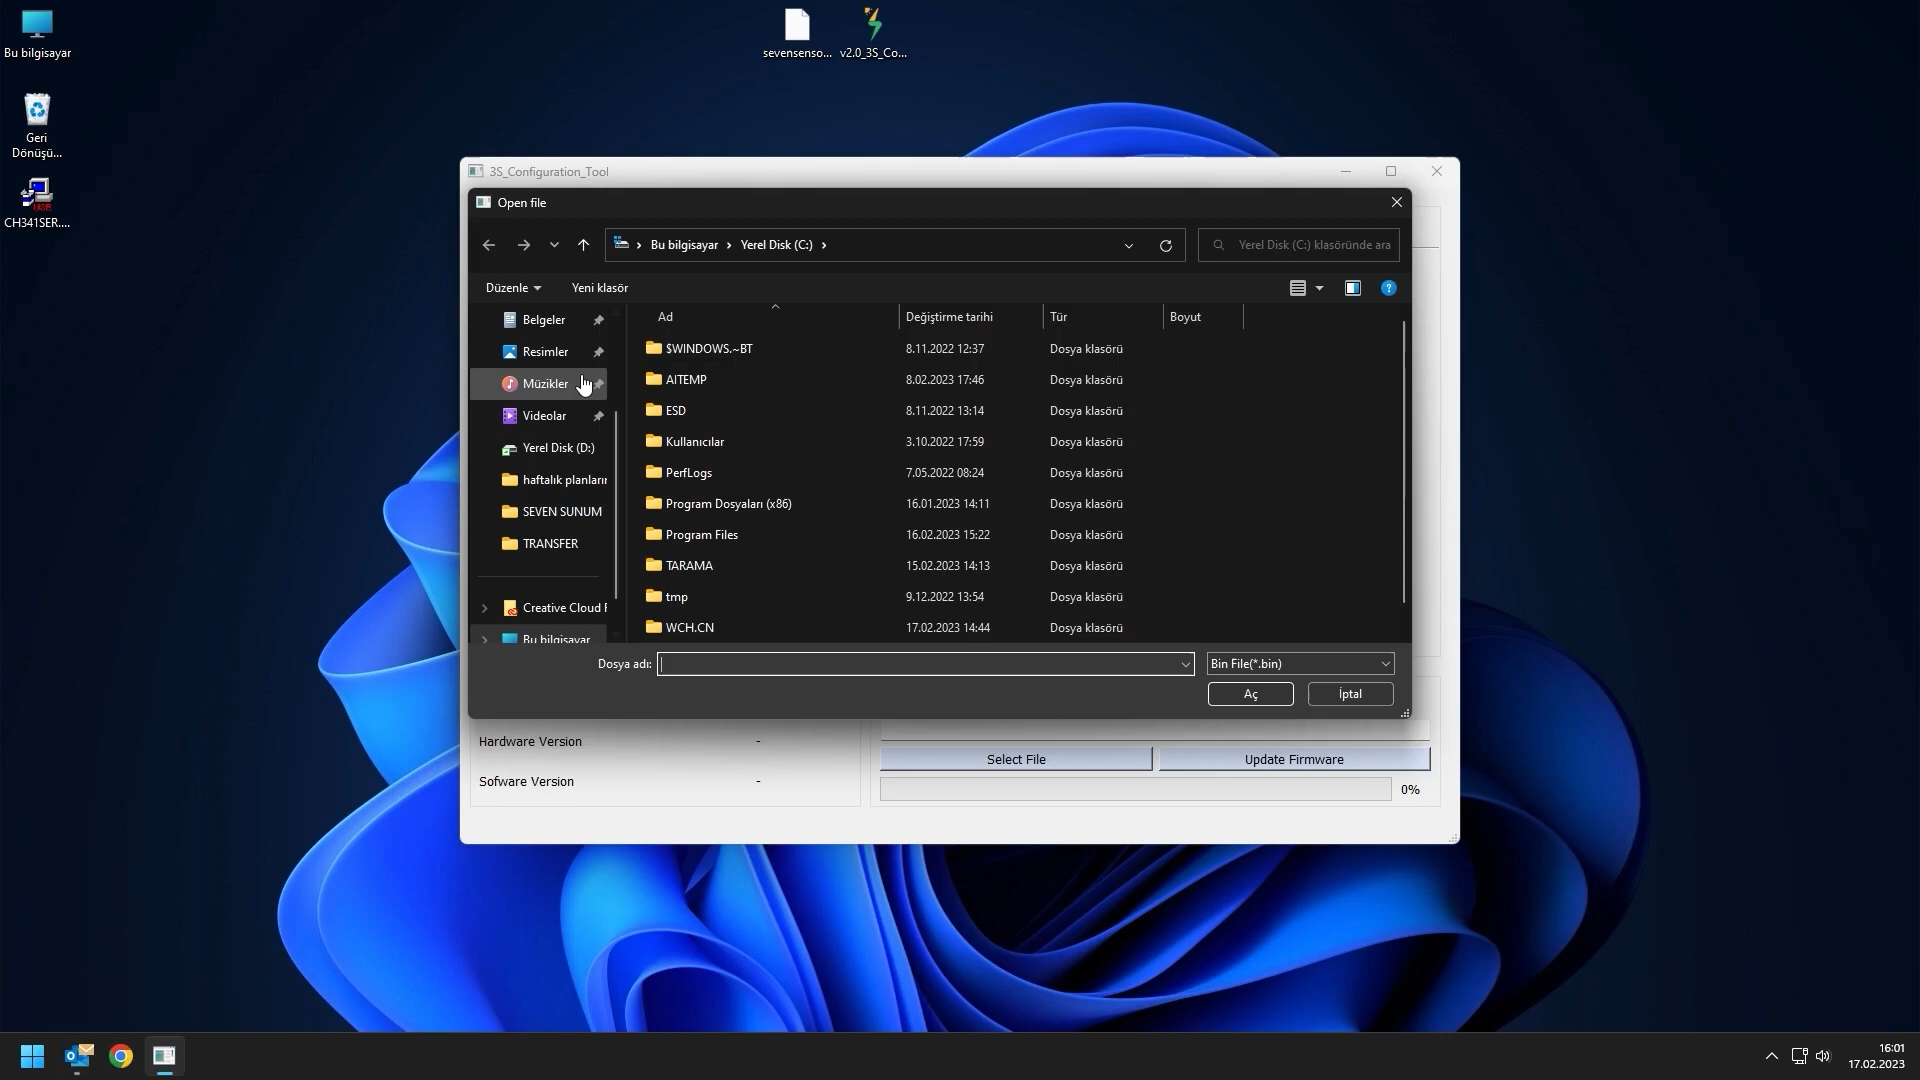 Bu bilgisayar
Geri
Dönüşü...
CH341SER....
sevensenso...
v2.0_3S_Co...
3S_Configuration_Tool
Open file
Bu bilgisayar
Yerel Disk (C:)
Yerel Disk (C:) klasöründe ara
Düzenle
Yeni klasör
Belgeler
Resimler
Müzikler
Videolar
Yerel Disk (D:)
haftalık planların
SEVEN SUNUM
TRANSFER
Creative Cloud F
Bu bilgisayar
Ad Değiştirme tarihi Tür Boyut
$WINDOWS.~BT 8.11.2022 12:37 Dosya klasörü
AITEMP 8.02.2023 17:46 Dosya klasörü
ESD 8.11.2022 13:14 Dosya klasörü
Kullanıcılar 3.10.2022 17:59 Dosya klasörü
PerfLogs 7.05.2022 08:24 Dosya klasörü
Program Dosyaları (x86) 16.01.2023 14:11 Dosya klasörü
Program Files 16.02.2023 15:22 Dosya klasörü
TARAMA 15.02.2023 14:13 Dosya klasörü
tmp 9.12.2022 13:54 Dosya klasörü
WCH.CN 17.02.2023 14:44 Dosya klasörü
Dosya adı:
Bin File(*.bin)
Aç
İptal
Hardware Version -
Sofware Version -
Select File
Update Firmware
0%
16:01
17.02.2023